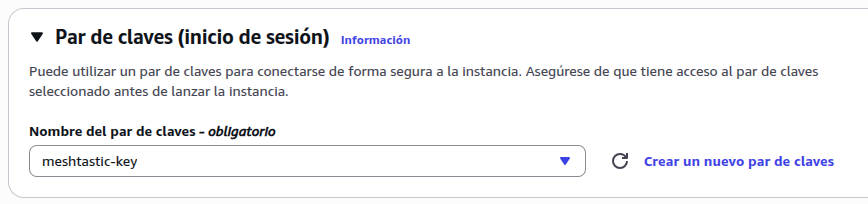 Par de claves (inicio de sesión) Información
Puede utilizar un par de claves para conectarse de forma segura a la instancia. Asegúrese de que tiene acceso al par de claves
seleccionado antes de lanzar la instancia.
Nombre del par de claves - obligatorio
meshtastic-key
Crear un nuevo par de claves